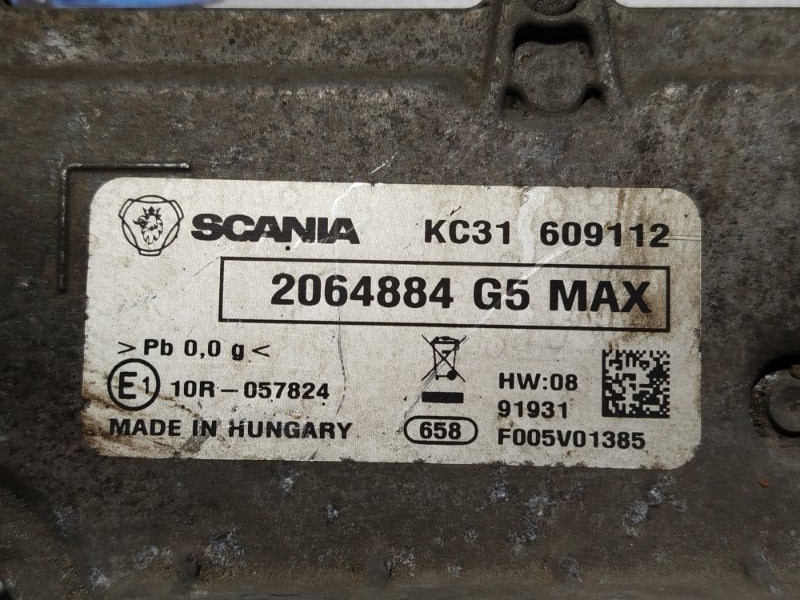 SCANIA KC31 609112
2064884 G5 MAX
>Pb 0,0 g<
E1 10R-057824
MADE IN HUNGARY
658
HW:08
91931
F005V01385